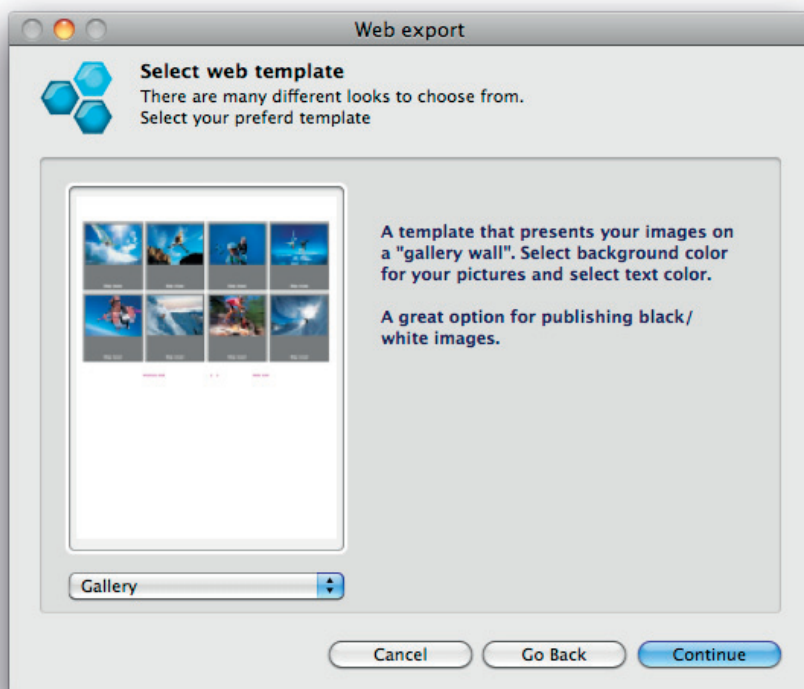 Web export
Select web template
There are many different looks to choose from.
Select your preferd template
A template that presents your images on
a "gallery wall". Select background color
for your pictures and select text color.
A great option for publishing black/
white images.
Gallery
Cancel
Go Back
Continue